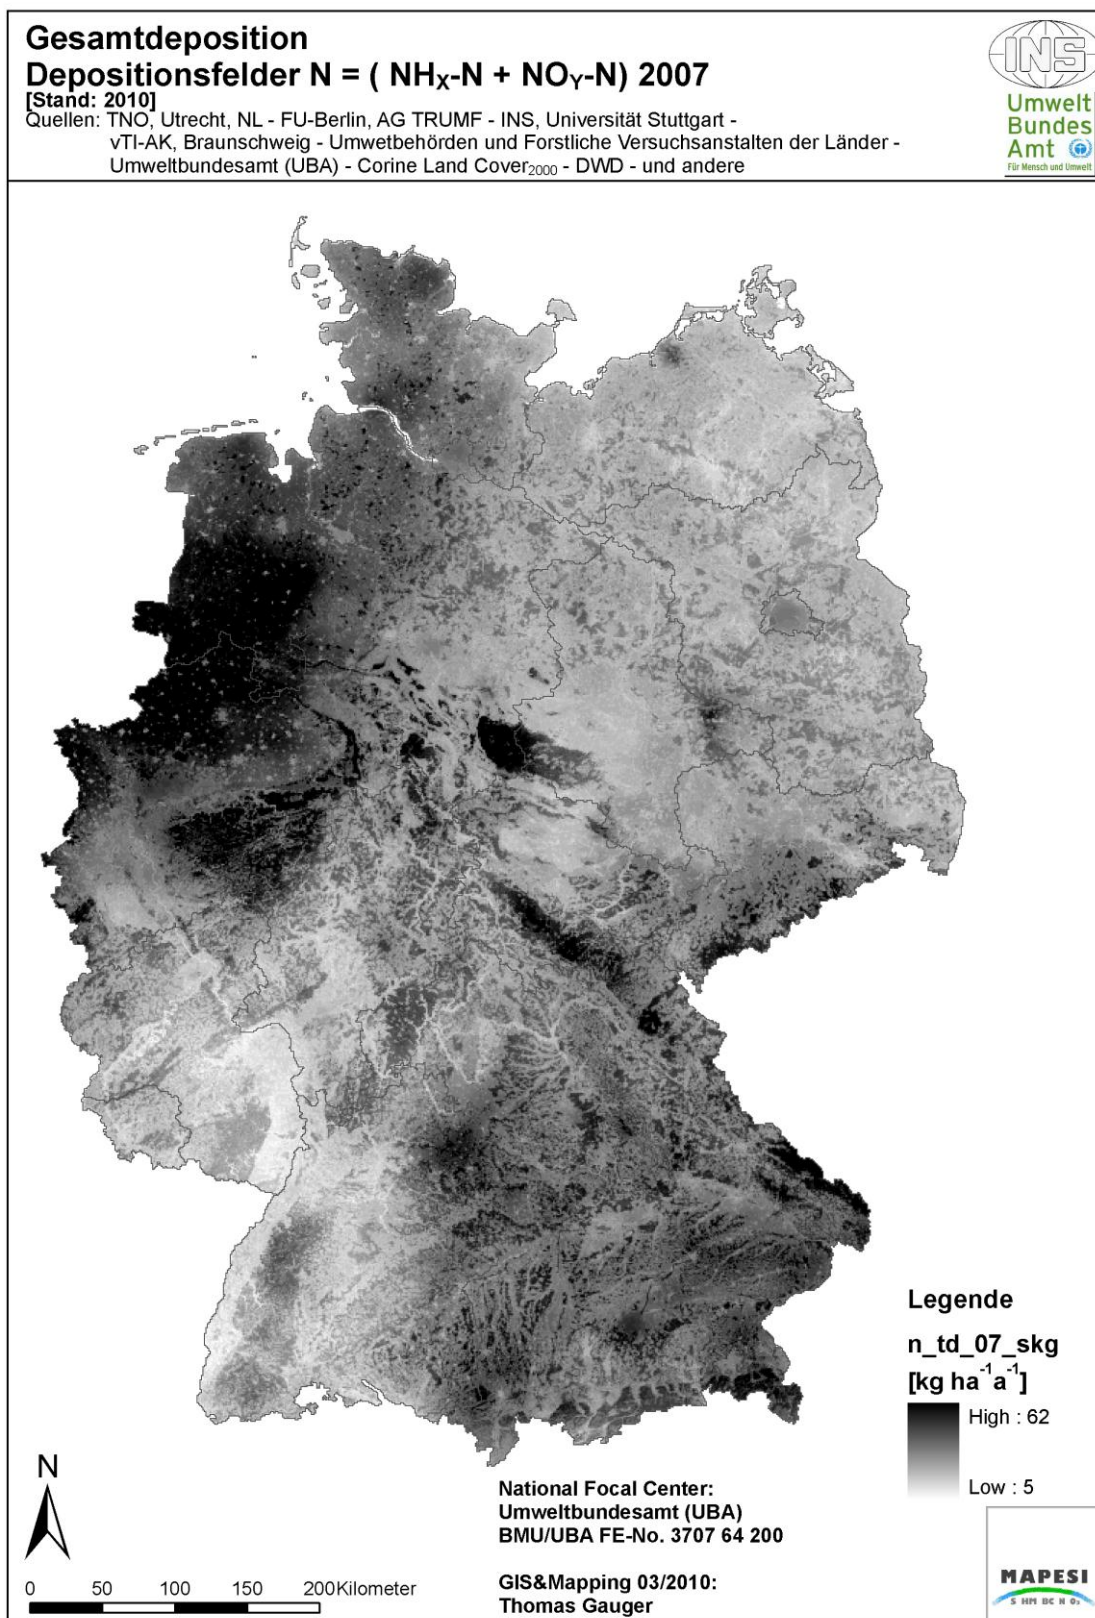 Gesamtdeposition
Depositionsfelder N = ( NHX-N + NOY-N) 2007
[Stand: 2010]
Quellen: TNO, Utrecht, NL - FU-Berlin, AG TRUMF - INS, Universität Stuttgart -
vTI-AK, Braunschweig - Umwetbehörden und Forstliche Versuchsanstalten der Länder -
Umweltbundesamt (UBA) - Corine Land Cover2000 - DWD - und andere
INS
Umwelt
Bundes
Amt
Für Mensch und Umwelt
Legende
n_td_07_skg
[kg ha-1a-1]
High : 62
Low : 5
N
0 50 100 150 200Kilometer
National Focal Center:
Umweltbundesamt (UBA)
BMU/UBA FE-No. 3707 64 200
GIS&Mapping 03/2010:
Thomas Gauger
MAPESI
S HM BC N O3